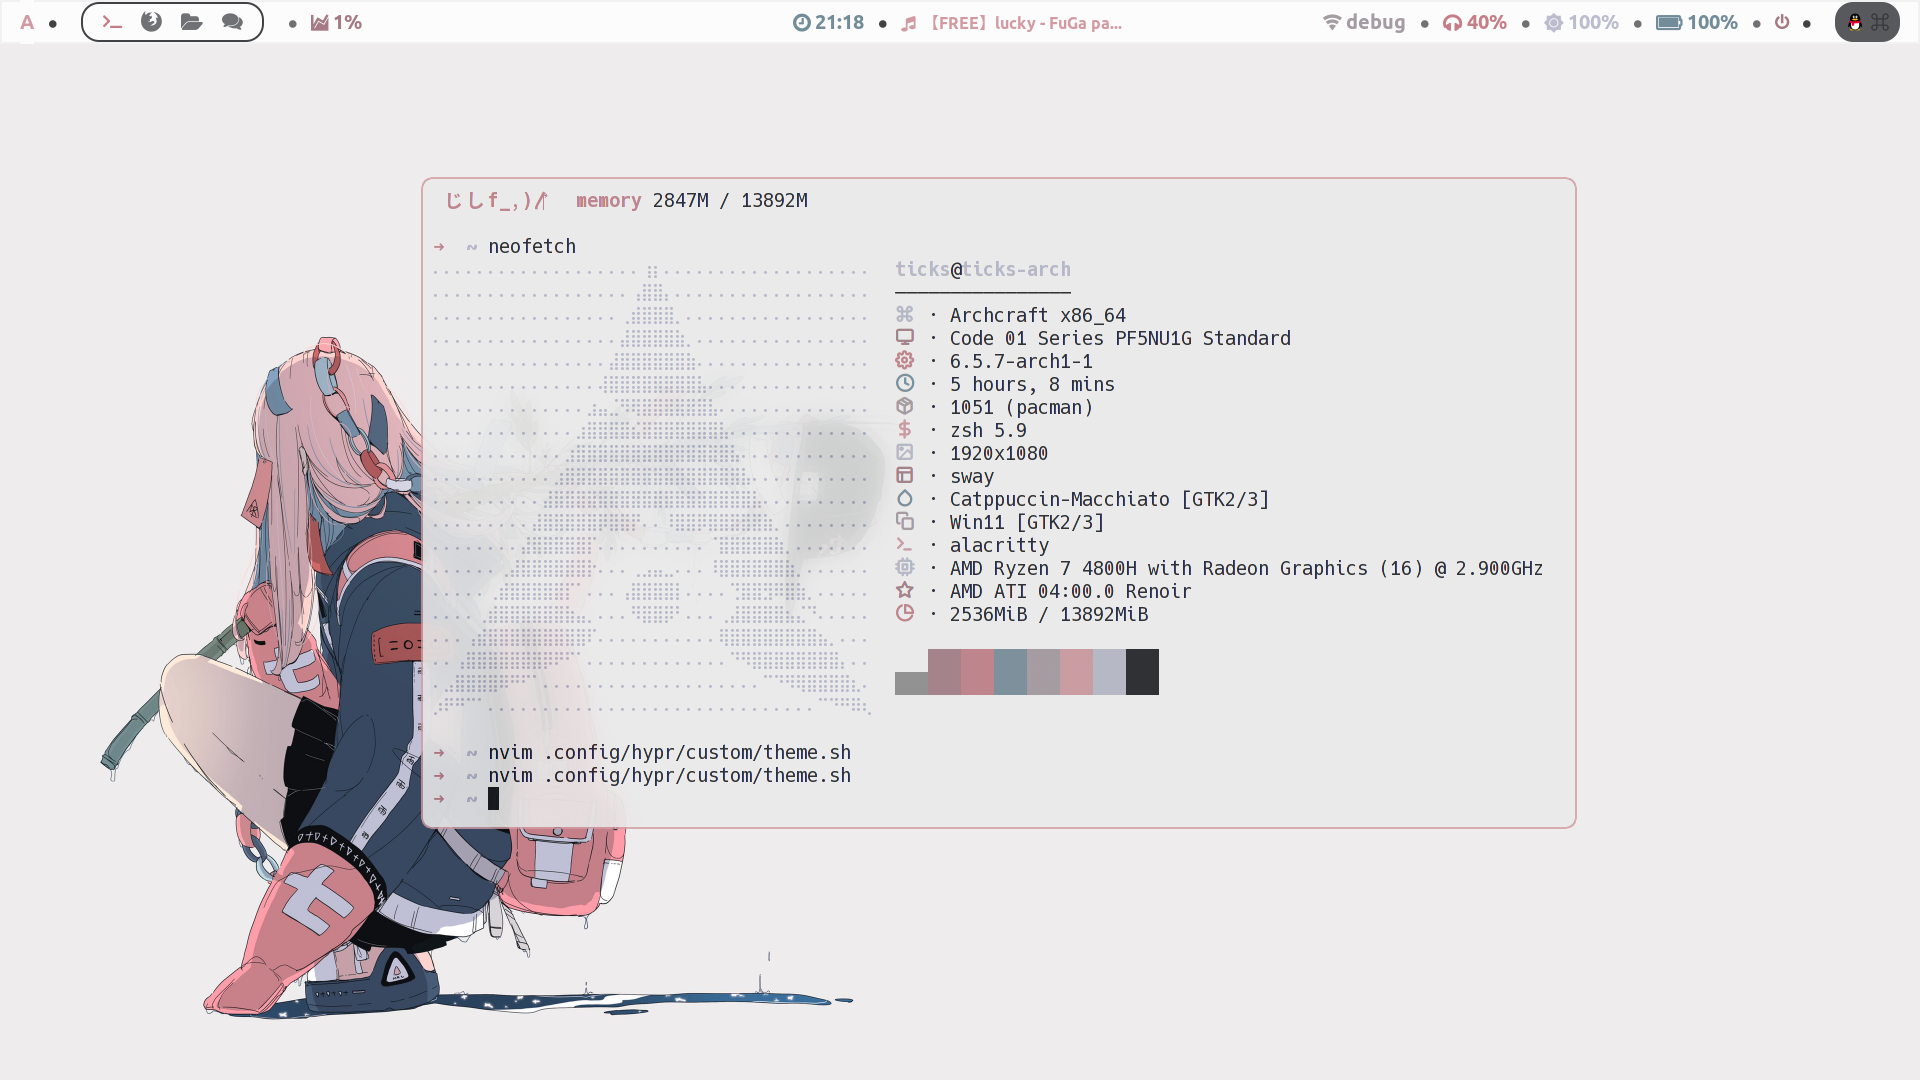 A 1% 21:18 【FREE】lucky - FuGa pa... debug 40% 100% 100%
じしf_,)/ memory 2847M / 13892M
→ ~ neofetch
ticks@ticks-arch
· Archcraft x86_64
· Code 01 Series PF5NU1G Standard
· 6.5.7-arch1-1
· 5 hours, 8 mins
· 1051 (pacman)
· zsh 5.9
· 1920x1080
· sway
· Catppuccin-Macchiato [GTK2/3]
· Win11 [GTK2/3]
· alacritty
· AMD Ryzen 7 4800H with Radeon Graphics (16) @ 2.900GHz
· AMD ATI 04:00.0 Renoir
· 2536MiB / 13892MiB
→ ~ nvim .config/hypr/custom/theme.sh
→ ~ nvim .config/hypr/custom/theme.sh
→ ~